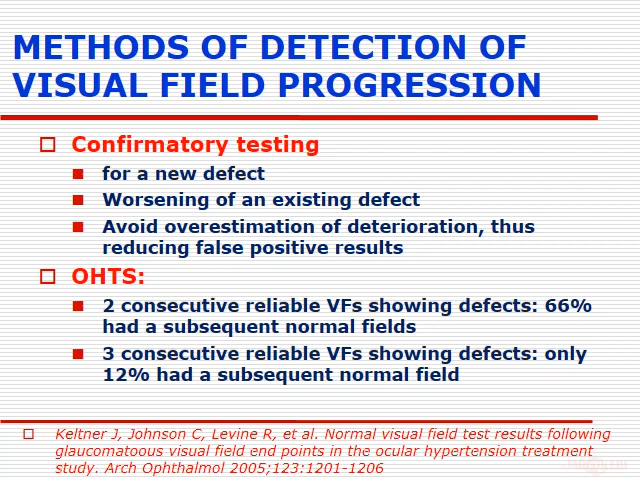 METHODS OF DETECTION OF
VISUAL FIELD PROGRESSION
Confirmatory testing
for a new defect
Worsening of an existing defect
Avoid overestimation of deterioration, thus
reducing false positive results
OHTS:
2 consecutive reliable VFs showing defects: 66%
had a subsequent normal fields
3 consecutive reliable VFs showing defects: only
12% had a subsequent normal field
Keltner J, Johnson C, Levine R, et al. Normal visual field test results following
glaucomatoous visual field end points in the ocular hypertension treatment
study. Arch Ophthalmol 2005;123:1201-1206